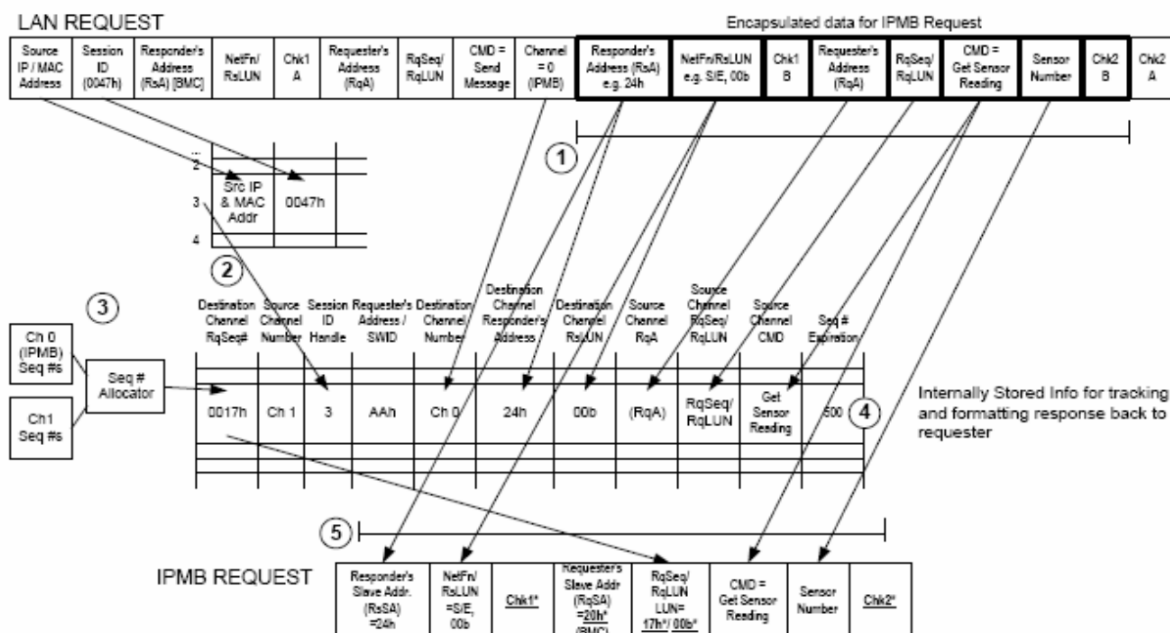 LAN REQUEST
Encapsulated data for IPMB Request
Source
IP / MAC
Address
Session
ID
(0047h)
Responder's
Address
(RsA) [BMC]
NetFn/
RsLUN
Chk1
A
Requester's
Address
(RqA)
RqSeq/
RqLUN
CMD =
Send
Message
Channel
= 0
(IPMB)
Responder's
Address (RsA)
e.g. 24h
NetFn/RsLUN
e.g. S/E, 00b
Chk1
B
Requester's
Address
(RqA)
RqSeq/
RqLUN
CMD =
Get Sensor
Reading
Sensor
Number
Chk2
B
Chk2
A
1
...
2
3
4
Src IP
& MAC
Addr
0047h
2
3
Ch 0
(IPMB)
Seq #s
Ch1
Seq #s
Seq #
Allocator
Destination
Channel
RqSeq#
Source
Channel
Number
Session
ID
Handle
Requester's
Address /
SWID
Destination
Channel
Number
Destination
Channel
Responder's
Address
Destination
Channel
RsLUN
Source
Channel
RqA
Source
Channel
RqSeq/
RqLUN
Source
Channel
CMD
Seq #
Expiration
0017h
Ch 1
3
AAh
Ch 0
24h
00b
(RqA)
RqSeq/
RqLUN
Get
Sensor
Reading
500
4
Internally Stored Info for tracking
and formatting response back to
requester
5
IPMB REQUEST
Responder's
Slave Addr.
(RsSA)
=24h
NetFn/
RsLUN
=S/E,
00b
Chk1*
Requester's
Slave Addr
(RqSA)
=20h*
(BMC)
RqSeq/
RqLUN
LUN=
17h*/ 00b*
CMD =
Get Sensor
Reading
Sensor
Number
Chk2*